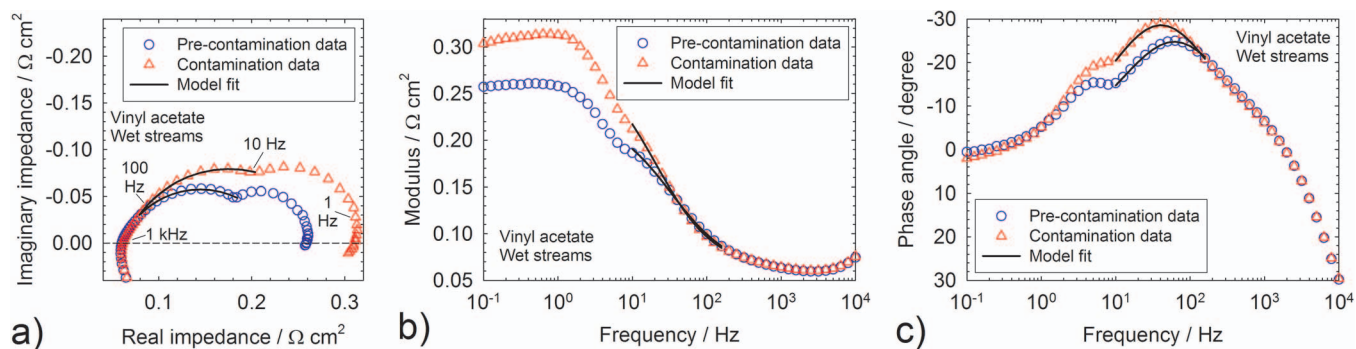 Imaginary impedance / Ω cm2
-0.20
-0.15
-0.10
-0.05
0.00
Pre-contamination data
Contamination data
Model fit
Vinyl acetate
Wet streams
100
Hz
10 Hz
1
Hz
1 kHz
0.1
0.2
0.3
Real impedance / Ω cm2
a)
Modulus / Ω cm2
0.30
0.25
0.20
0.15
0.10
0.05
Pre-contamination data
Contamination data
Model fit
Vinyl acetate
Wet streams
10-1
100
101
102
103
104
Frequency / Hz
b)
Phase angle / degree
-30
-20
-10
0
10
20
30
Vinyl acetate
Wet streams
Pre-contamination data
Contamination data
Model fit
10-1
100
101
102
103
104
Frequency / Hz
c)